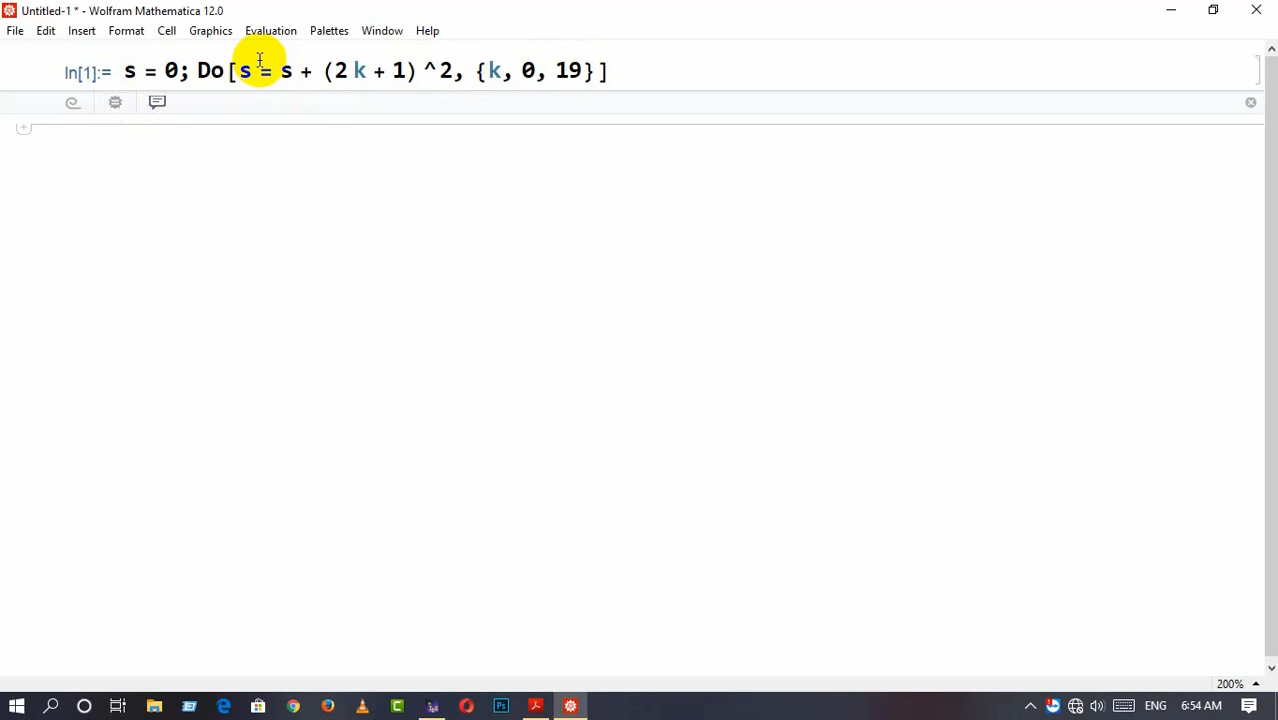 Untitled-1 * - Wolfram Mathematica 12.0
File Edit Insert Format Cell Graphics Evaluation Palettes Window Help
In[1]:= s = 0; Do[s = s + (2 k + 1) ^2, {k, 0, 19}]
200%
ENG 6:54 AM